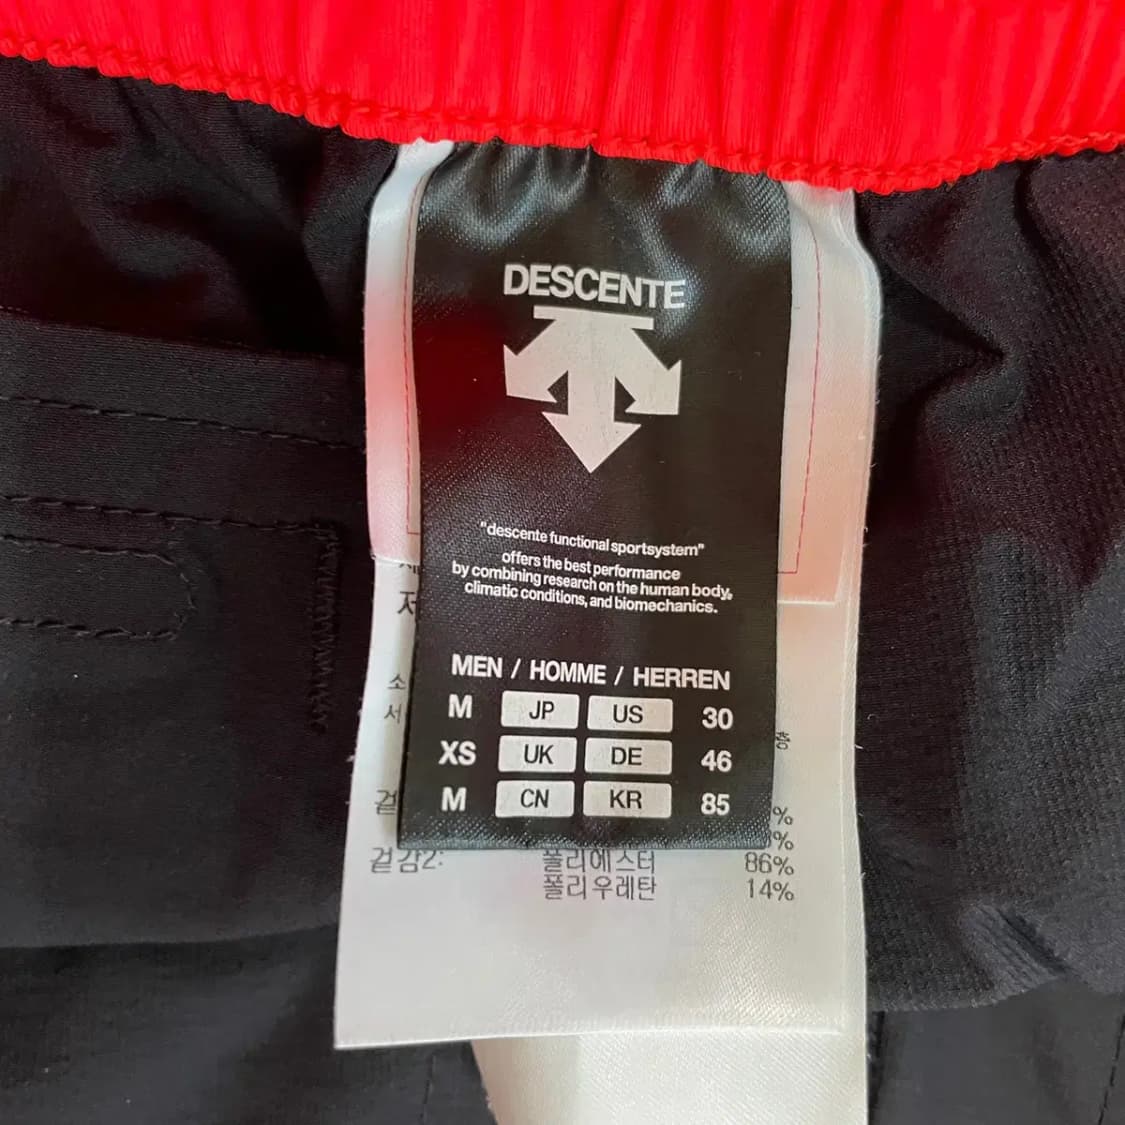 DESCENTE
"descente functional sportsystem"
offers the best performance
by combining research on the human body,
climatic conditions, and biomechanics.
MEN / HOMME / HERREN
M JP US 30
XS UK DE 46
M CN KR 85
%
%
겉감2: 폴리에스터 86%
폴리우레탄 14%